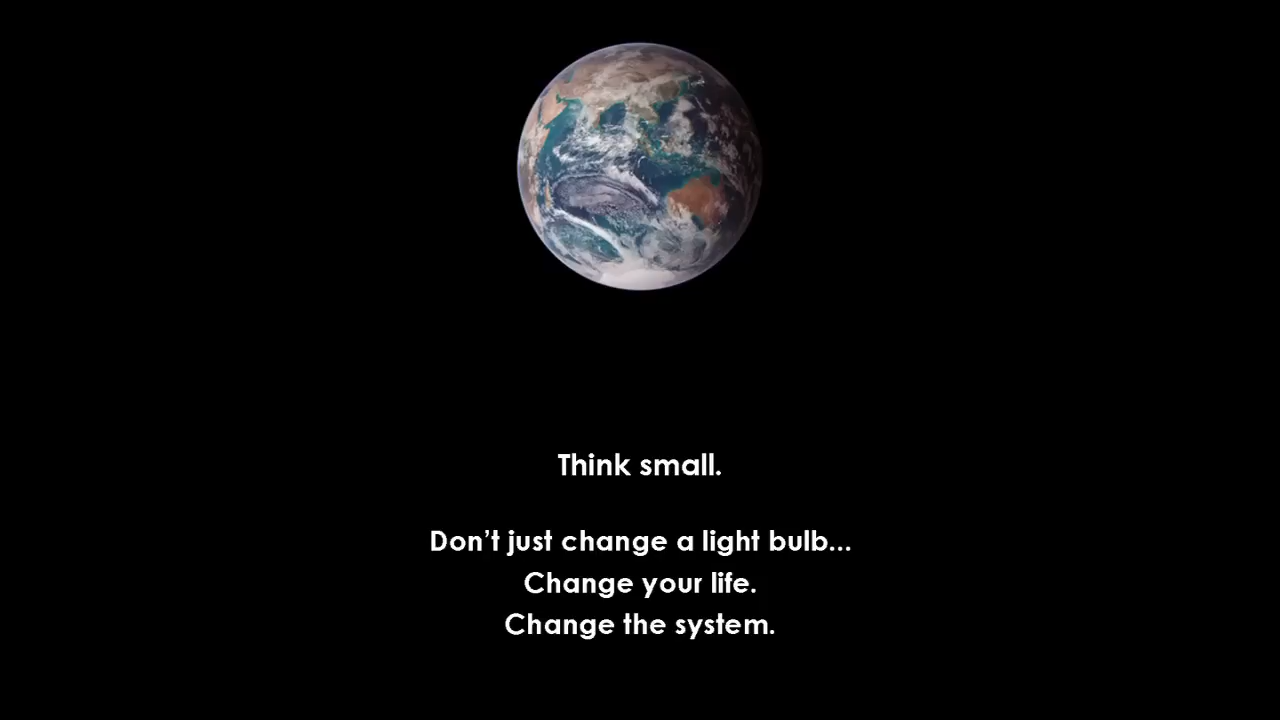 Think small.
Don’t just change a light bulb...
Change your life.
Change the system.